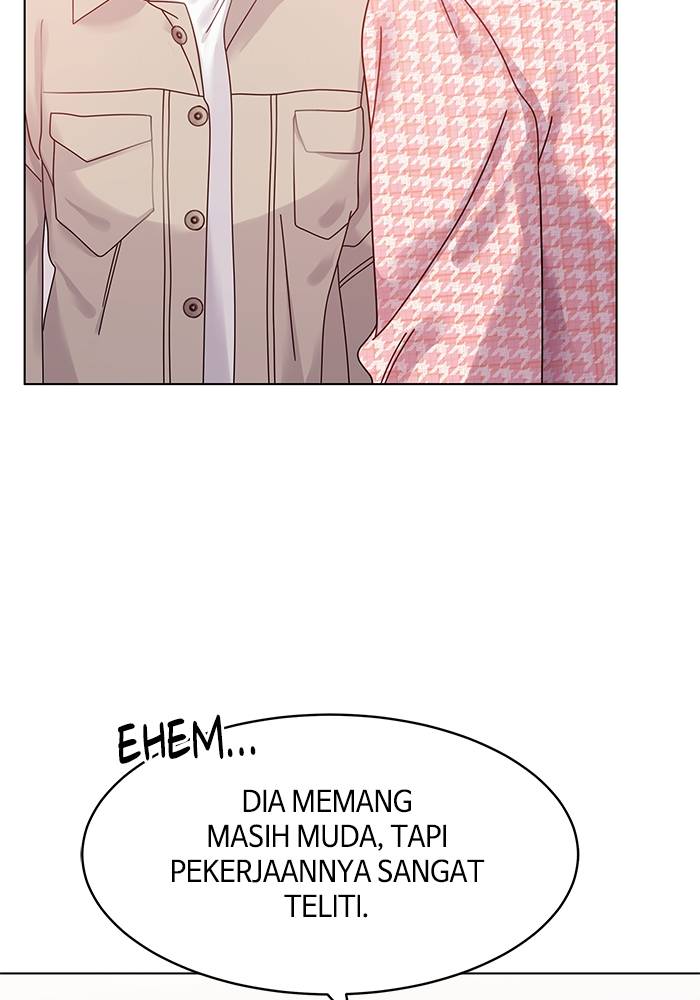 EHEM...
DIA MEMANG
MASIH MUDA, TAPI
PEKERJAANNYA SANGAT
TELITI.